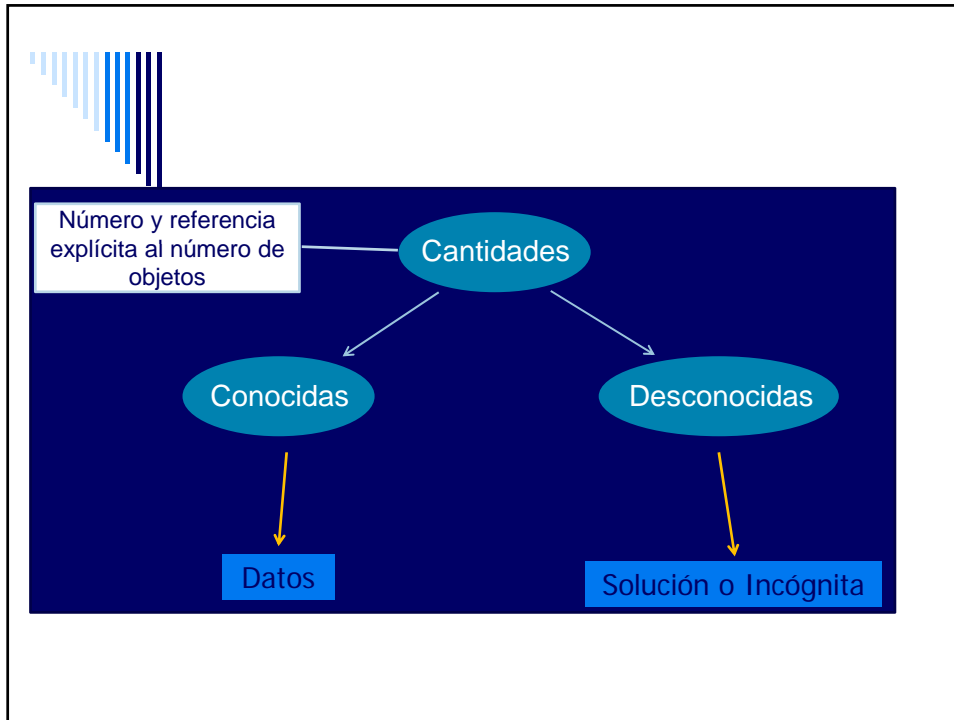 Número y referencia
explícita al número de
objetos
Cantidades
Conocidas
Desconocidas
Datos
Solución o Incógnita